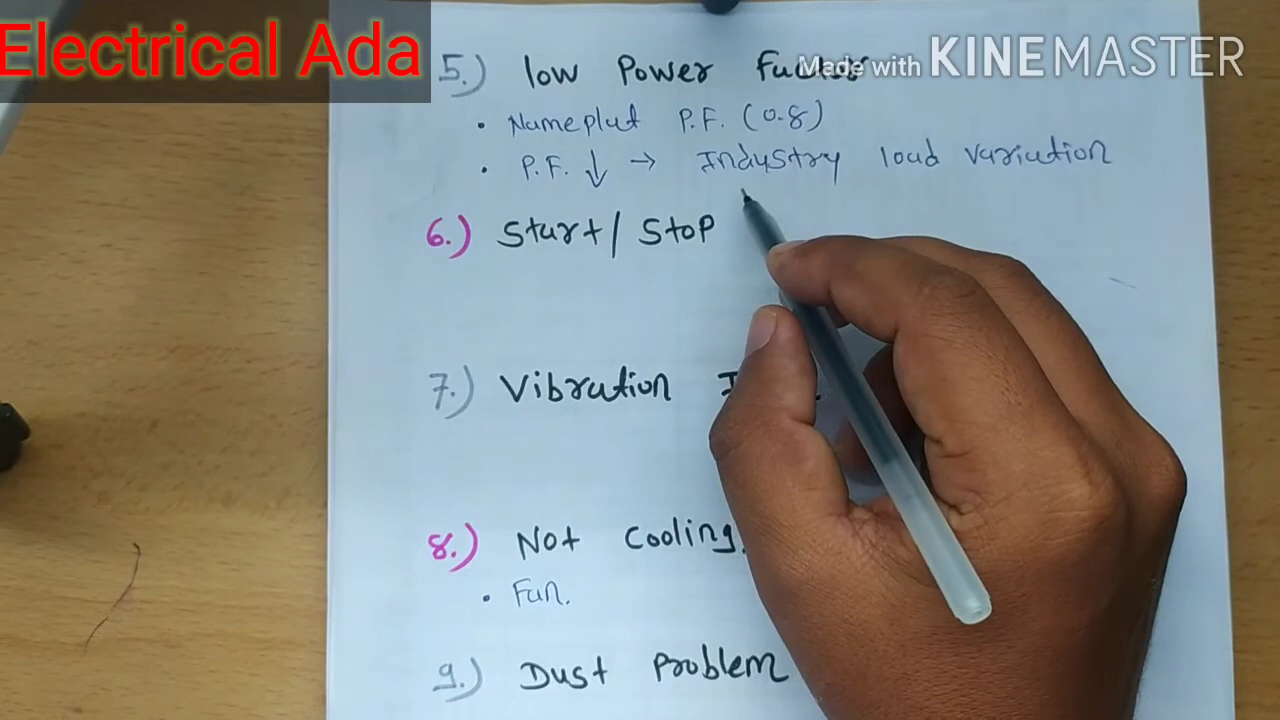 Electrical Ada
Made with KINEMASTER
5.) low Power Factor
• Nameplat P.F. (0.8)
• P.F. ↓ → Industry load variation
6.) Start/Stop
7.) Vibration
8.) Not Cooling.
• Fan.
9.) Dust Problem